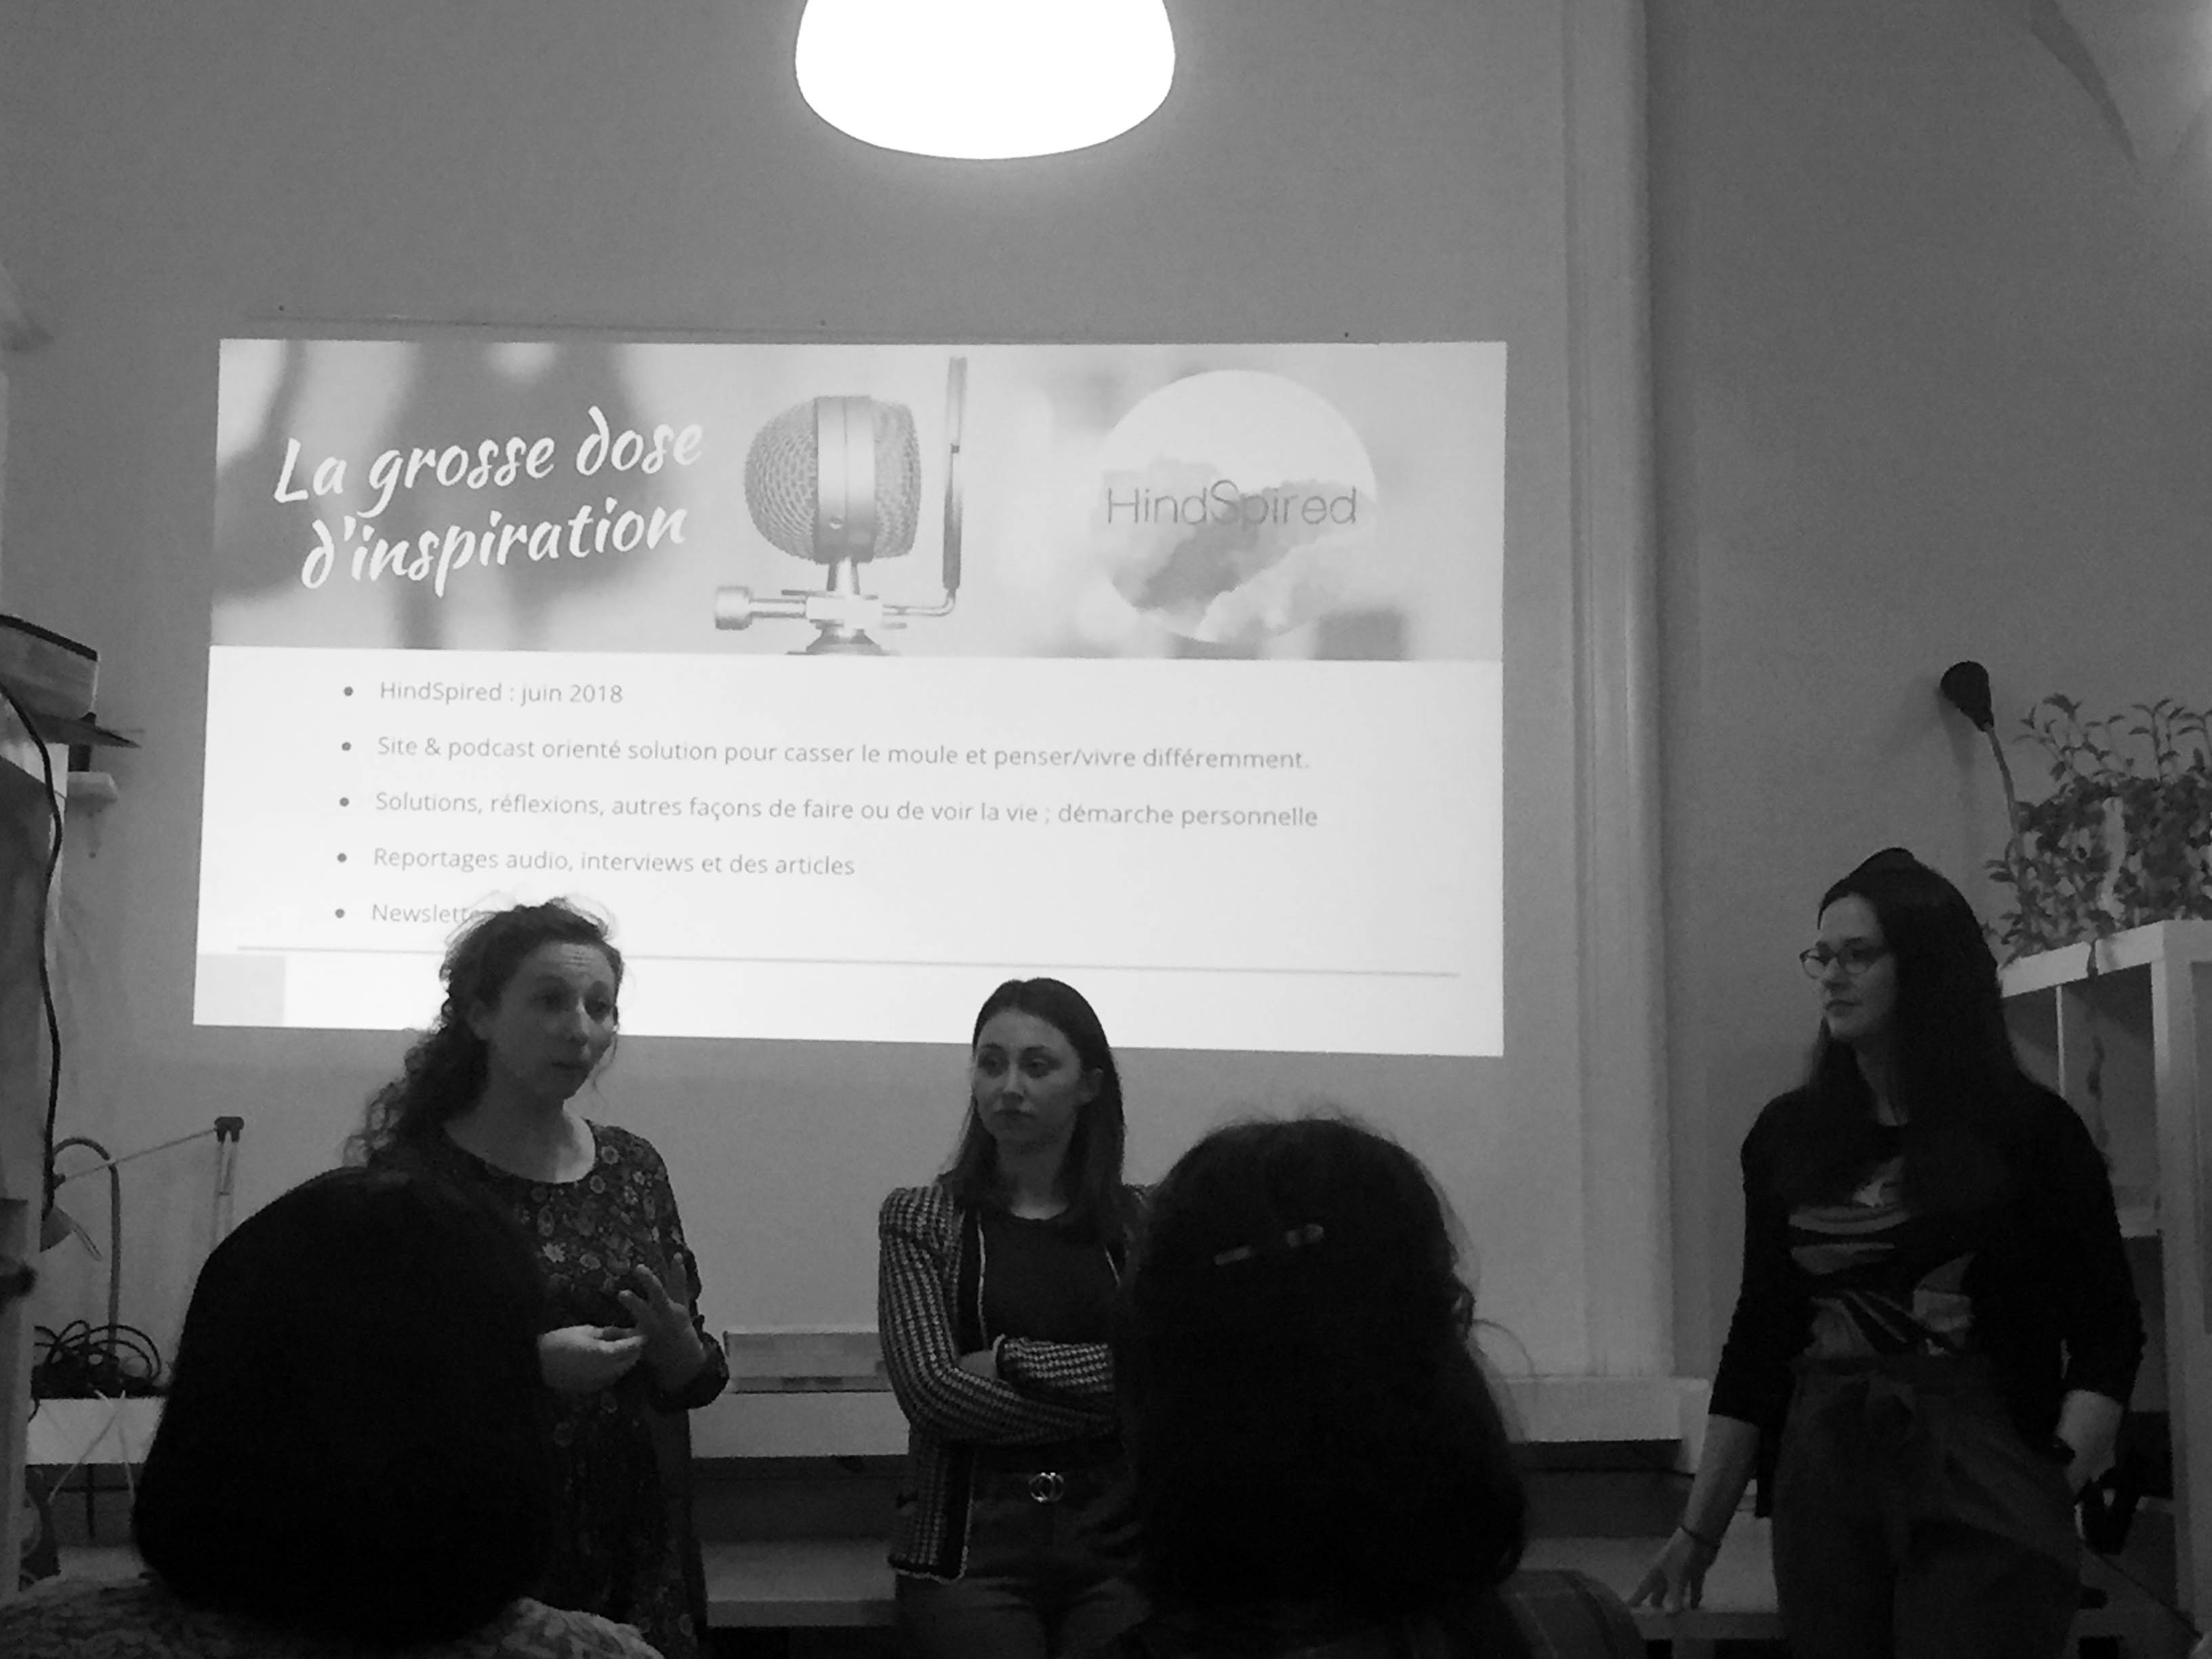 La grosse dose
d'inspiration
HindSpired
HindSpired : juin 2018
Site & podcast orienté solution pour casser le moule et penser/vivre différemment.
Solutions, réflexions, autres façons de faire ou de voir la vie ; démarche personnelle
Reportages audio, interviews et des articles